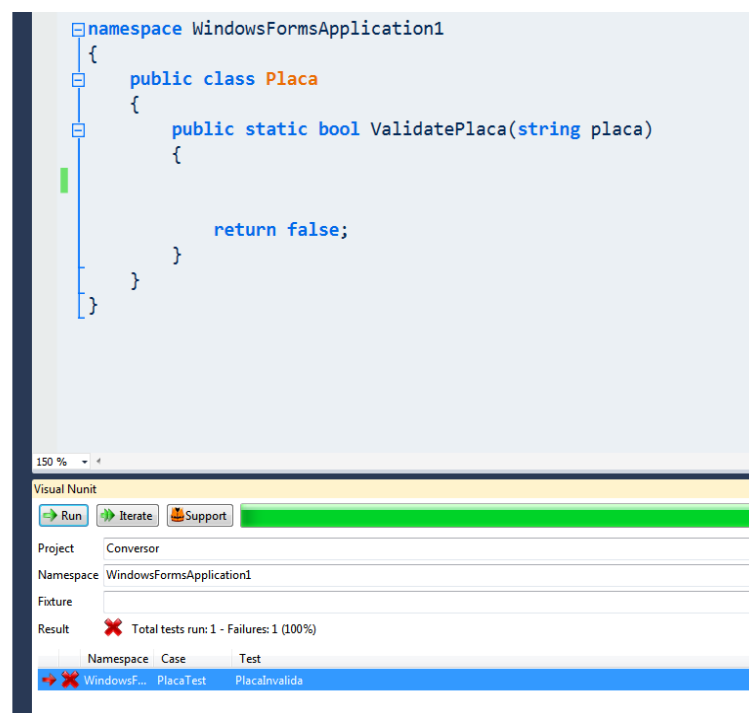 namespace WindowsFormsApplication1
{
public class Placa
{
public static bool ValidatePlaca(string placa)
{
return false;
}
}
}
150 %
Visual Nunit
Run Iterate Support
Project Conversor
Namespace WindowsFormsApplication1
Fixture
Result Total tests run: 1 - Failures: 1 (100%)
Namespace Case Test
WindowsF... PlacaTest PlacaInvalida